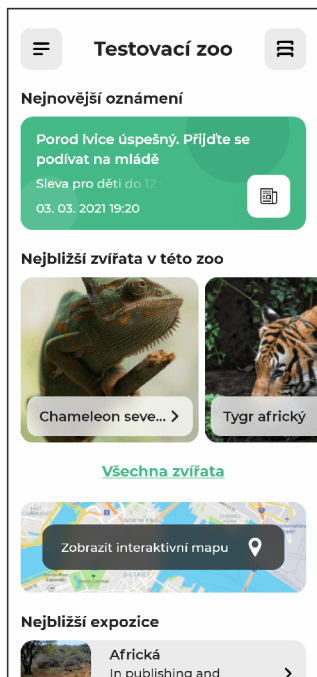 Testovací zoo
Nejnovější oznámení
Porod lvice úspešný. Přijďte se
podívat na mládě
Sleva pro děti do 12
03. 03. 2021 19:20
Nejbližší zvířata v této zoo
Chameleon seve...
Tygr africký
Všechna zvířata
Zobrazit interaktivní mapu
Nejbližší expozice
Africká
In publishing and